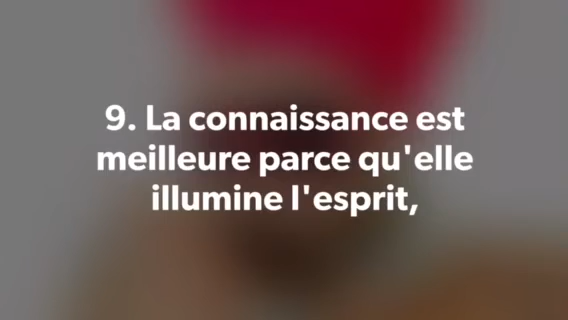 9. La connaissance est
meilleure parce qu'elle
illumine l'esprit,